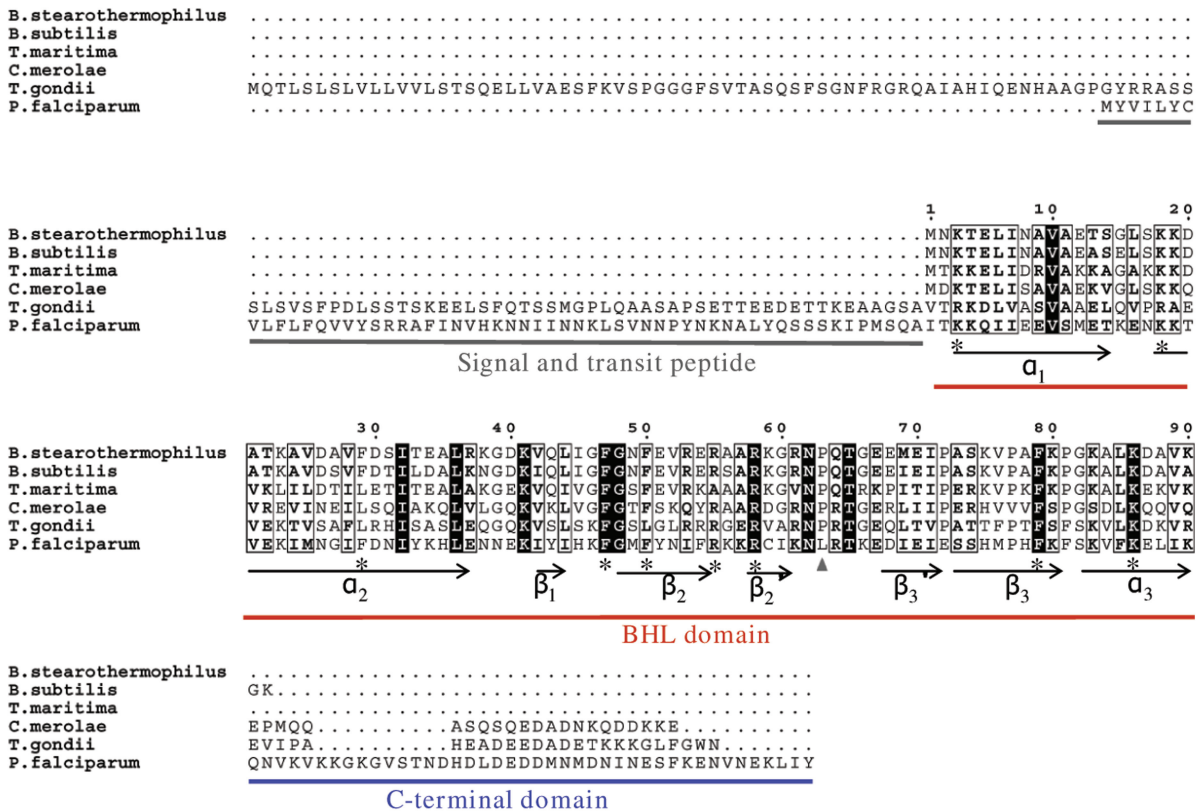 B.stearothermophilus ......................................................................
B.subtilis ......................................................................
T.maritima ......................................................................
C.merolae ......................................................................
T.gondii MQTLSLSLVLLVVLSTSQELLVAESFKVSPGGGFSVTASQSFSGNFRGRQAIAHIQENHAAGPGYRRASS
P.falciparum ...............................................................MYVILYC
1 10 20
B.stearothermophilus ..................................................MNKTELINAVAETSGLSKKD
B.subtilis ..................................................MNKTELINAVAEASELSKKD
T.maritima ..................................................MTKKELIDRVAKKAGAKKKD
C.merolae ..................................................MDKTELISAVAEKVGLSKKQ
T.gondii SLSVSFPDLSSTSKEELSFQTSSMGPLQAASAPSETTEEDETTKEAAGSAVTRKDLVASVAAELQVPRAE
P.falciparum VLFLFQVVYSRRAFINVHKNNIINNKLSVNNPYNKNALYQSSSKIPMSQAITKKQIIEEVSMETKENKKT
* *
Signal and transit peptide α1
30 40 50 60 70 80 90
B.stearothermophilus ATKAVDAVFDSITEALRKGDKVQLIGFGNFEVRERAARKGRNPQTGEEMEIPASKVPAFKPGKALKDAVK
B.subtilis ATKAVDSVFDTILDALKNGDKIQLIGFGNFEVRERSARKGRNPQTGEEIEIPASKVPAFKPGKALKDAVA
T.maritima VKLILDTILETITEALAKGEKVQIVGFGSFEVRKAAARKGVNPQTRKPITIPERKVPKFKPGKALKEKVK
C.merolae VREVINEILSQIAKQLVLGQKVKLVGFGTFSKQYRAARDGRNPRTGERLIIPERHVVVFSPGKSLKQQVQ
T.gondii VEKTVSAFLRHISASLEQGQKVSLSKFGSLGLRRRGERVARNPRTGEQLTVPATTFPTFSFSKVLKDKVR
P.falciparum VEKIMNGIFDNIYKHLENNEKIYIHKFGMFYNIFRKKRCIKNLRTKEDIEIESSHMPHFSFSKVFKELIK
* * * * * * *
α2 β1 β2 β2' β3' β3 α3
BHL domain
B.stearothermophilus ..........................................
B.subtilis GK........................................
T.maritima ..........................................
C.merolae EPMQQ..........ASQSQEDADNKQDDKKE..........
T.gondii EVIPA..........HEADEEDADETKKKGLFGWN.......
P.falciparum QNVKVKKGKGVSTNDHDLDEDDMNMDNINESFKENVNEKLIY
C-terminal domain